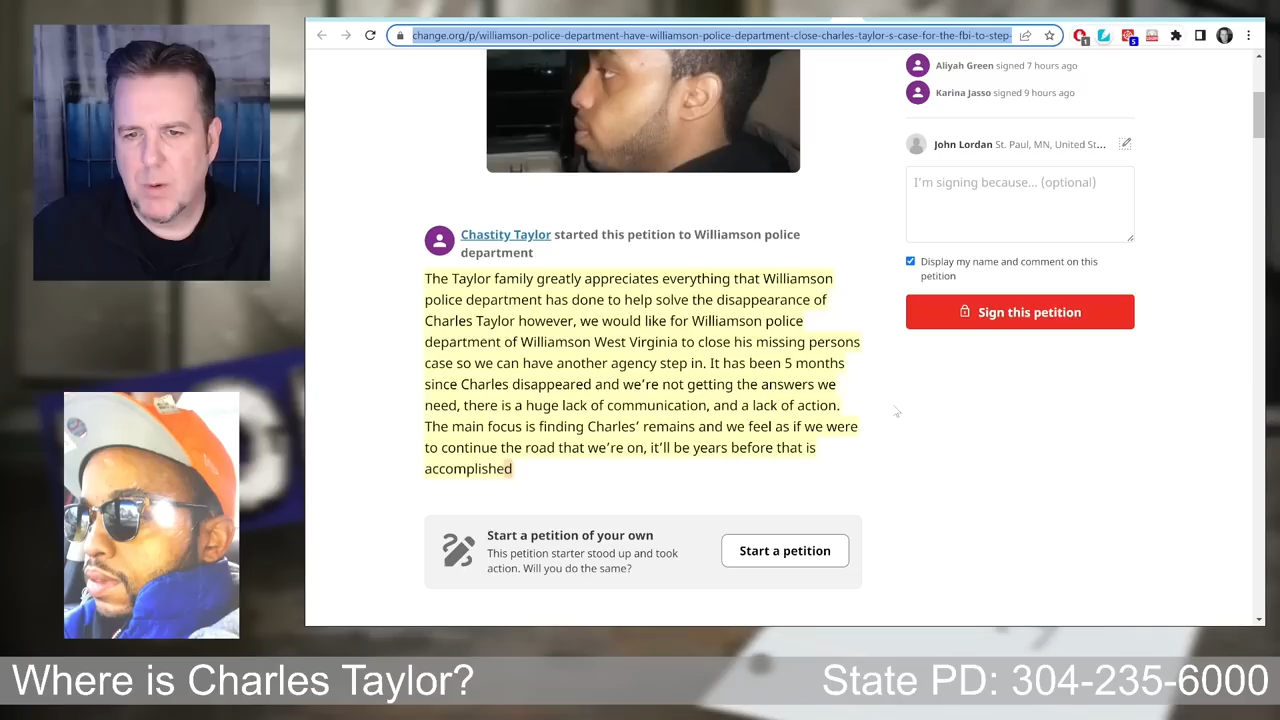 change.org/p/williamson-police-department-have-williamson-police-department-close-charles-taylor-s-case-for-the-fbi-to-step-
1
5
Aliyah Green signed 7 hours ago
Karina Jasso signed 9 hours ago
John Lordan St. Paul, MN, United St...
I'm signing because... (optional)
Display my name and comment on this
petition
Sign this petition
Chastity Taylor started this petition to Williamson police
department
The Taylor family greatly appreciates everything that Williamson
police department has done to help solve the disappearance of
Charles Taylor however, we would like for Williamson police
department of Williamson West Virginia to close his missing persons
case so we can have another agency step in. It has been 5 months
since Charles disappeared and we're not getting the answers we
need, there is a huge lack of communication, and a lack of action.
The main focus is finding Charles' remains and we feel as if we were
to continue the road that we're on, it'll be years before that is
accomplished
Start a petition of your own
This petition starter stood up and took
action. Will you do the same?
Start a petition
Where is Charles Taylor?
State PD: 304-235-6000